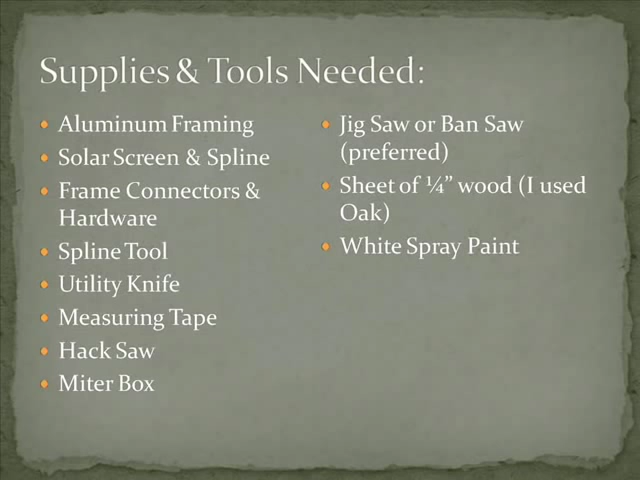 Supplies & Tools Needed:
Aluminum Framing
Solar Screen & Spline
Frame Connectors &
Hardware
Spline Tool
Utility Knife
Measuring Tape
Hack Saw
Miter Box
Jig Saw or Ban Saw
(preferred)
Sheet of ¼” wood (I used
Oak)
White Spray Paint